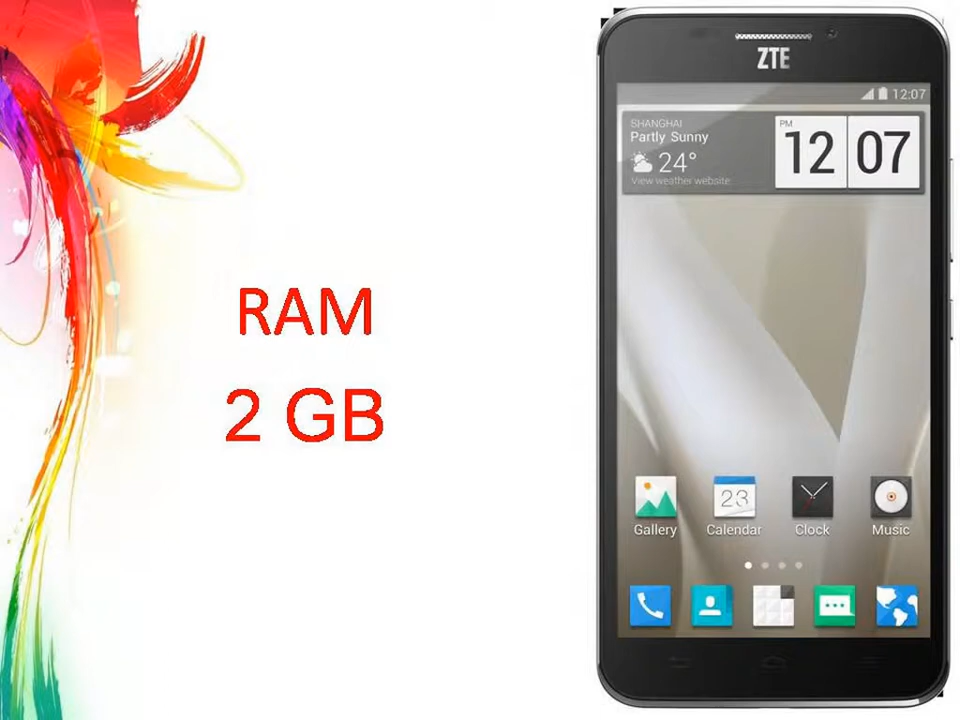 RAM
2 GB
ZTE
12:07
SHANGHAI
Partly Sunny
24°
View weather website
PM
12 07
Gallery Calendar Clock Music
23